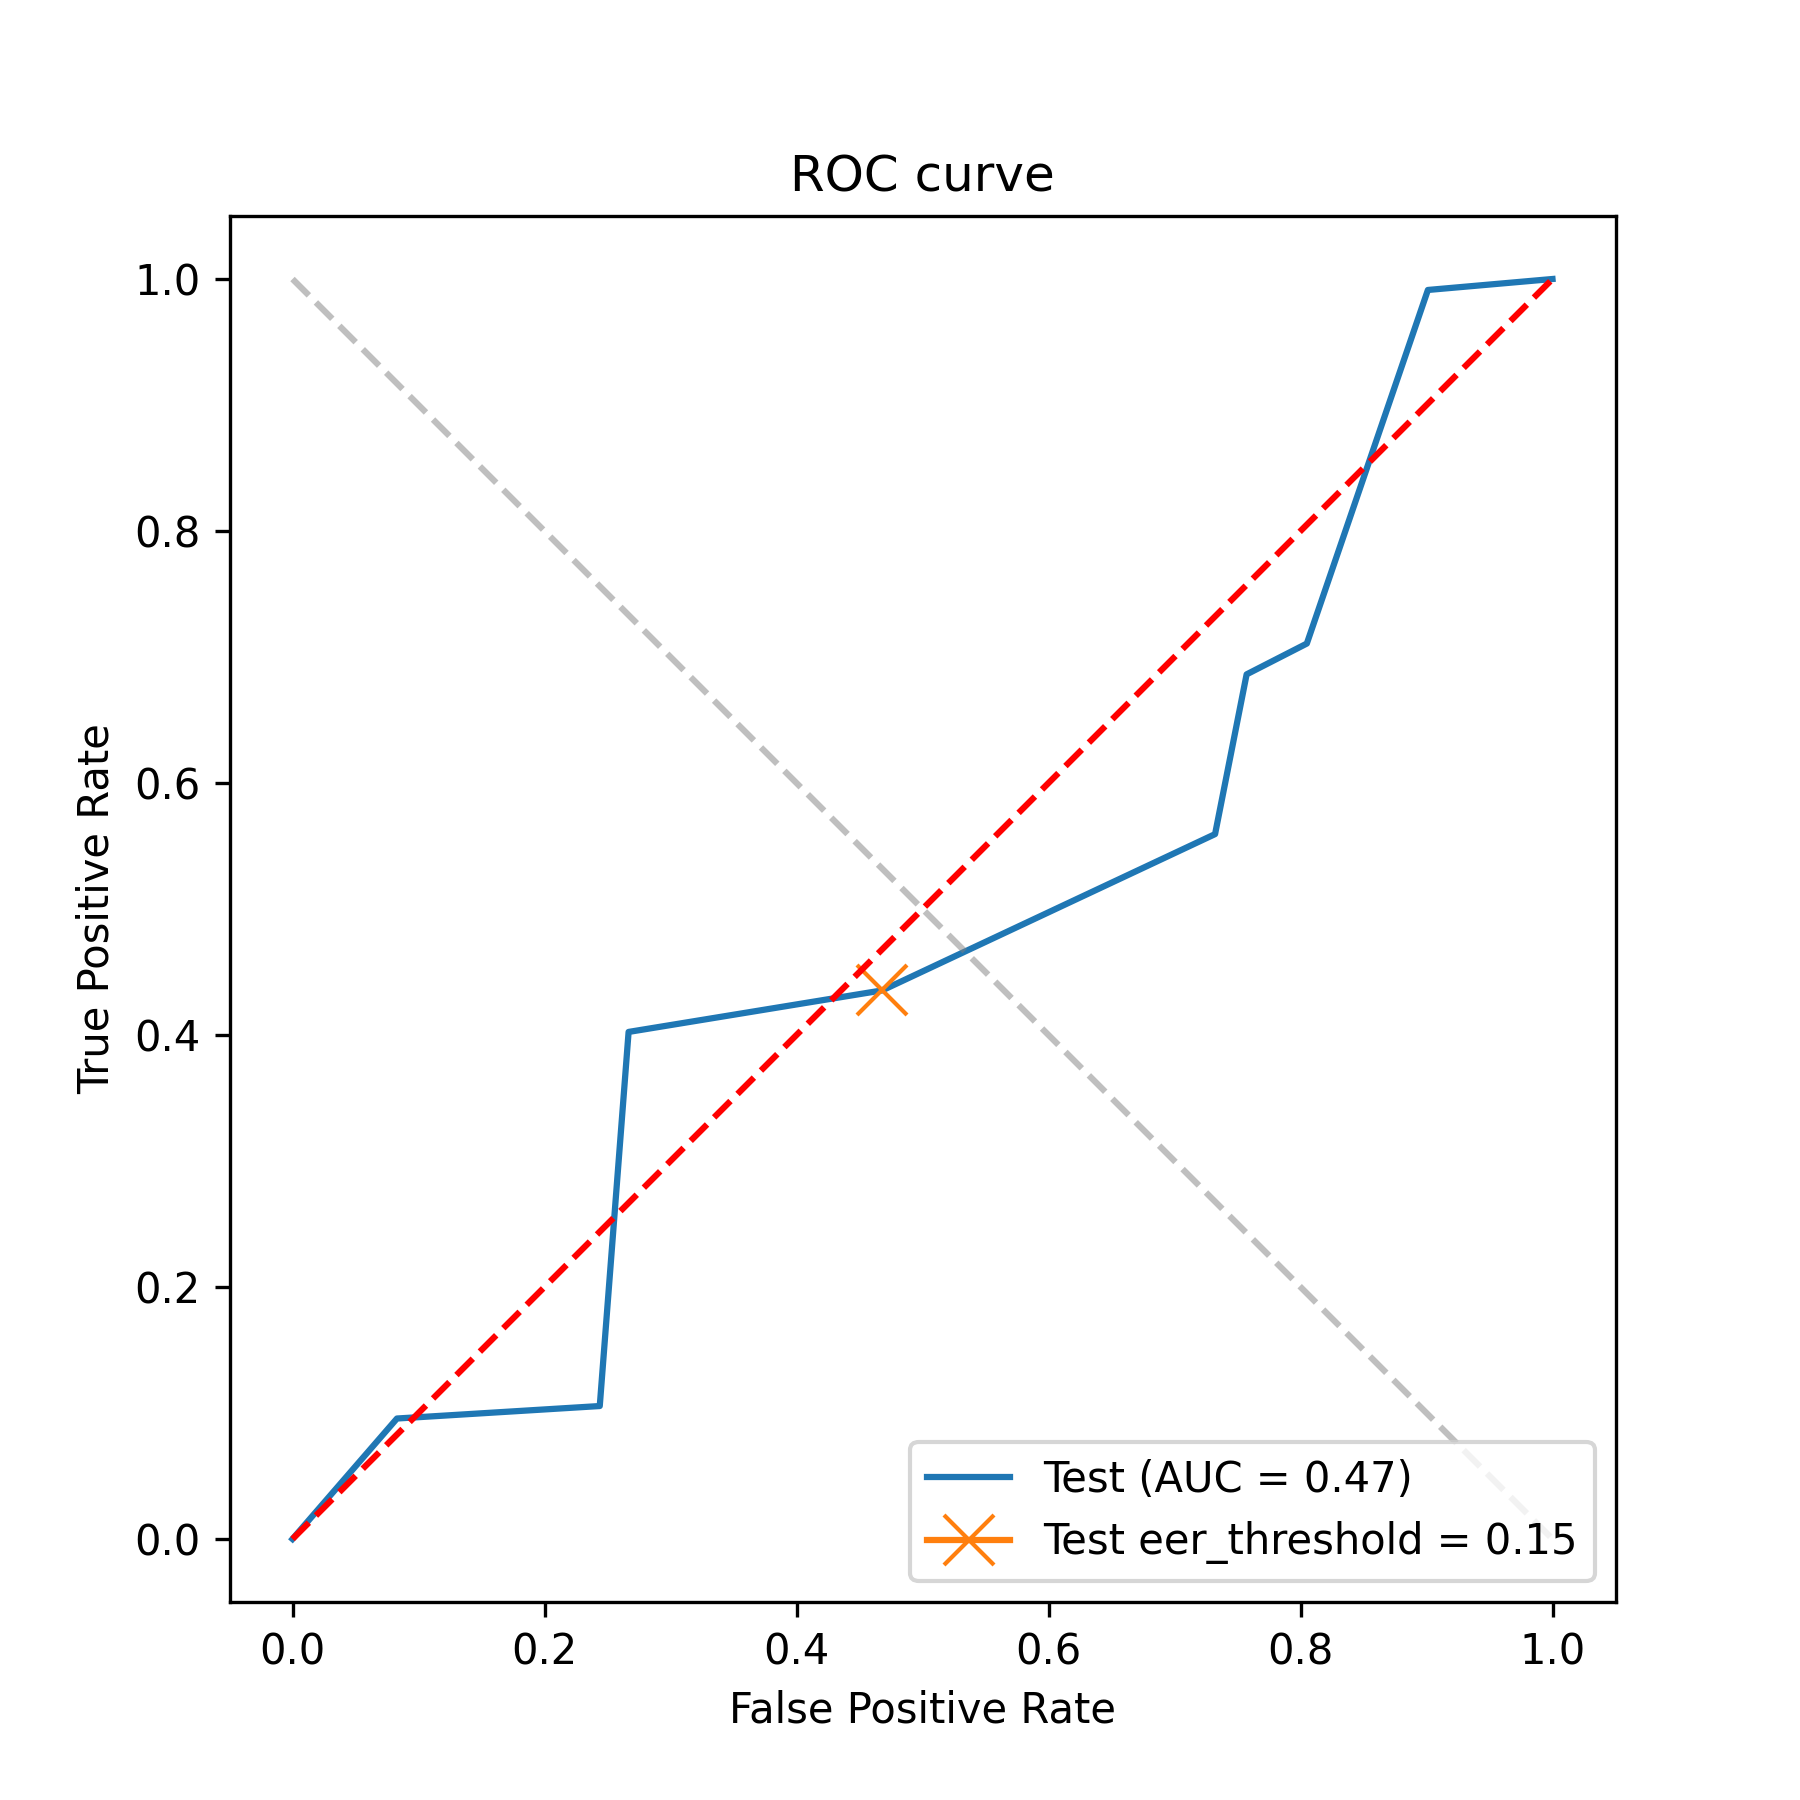 ROC curve
True Positive Rate
1.0
0.8
0.6
0.4
0.2
0.0
Test (AUC = 0.47)
Test eer_threshold = 0.15
0.0 0.2 0.4 0.6 0.8 1.0
False Positive Rate